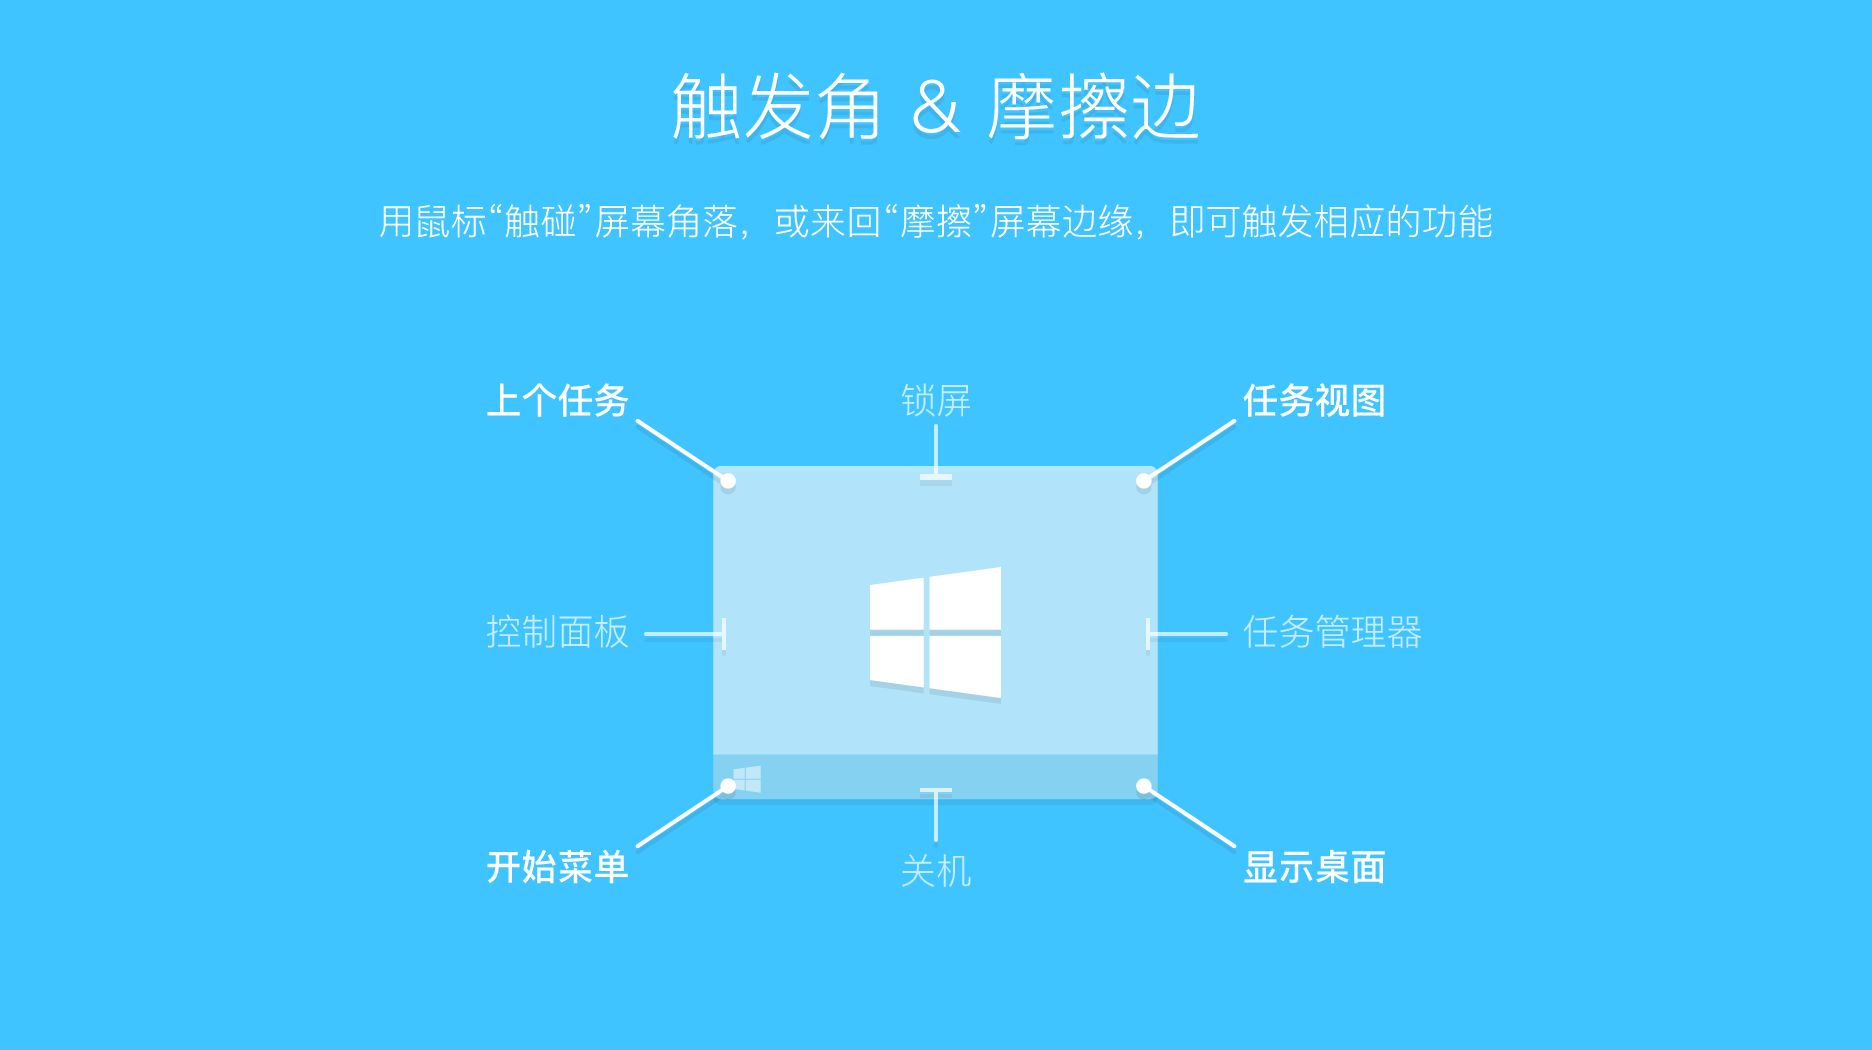 触发角 & 摩擦边
用鼠标“触碰”屏幕角落，或来回“摩擦”屏幕边缘，即可触发相应的功能
上个任务
锁屏
任务视图
控制面板
任务管理器
开始菜单
关机
显示桌面